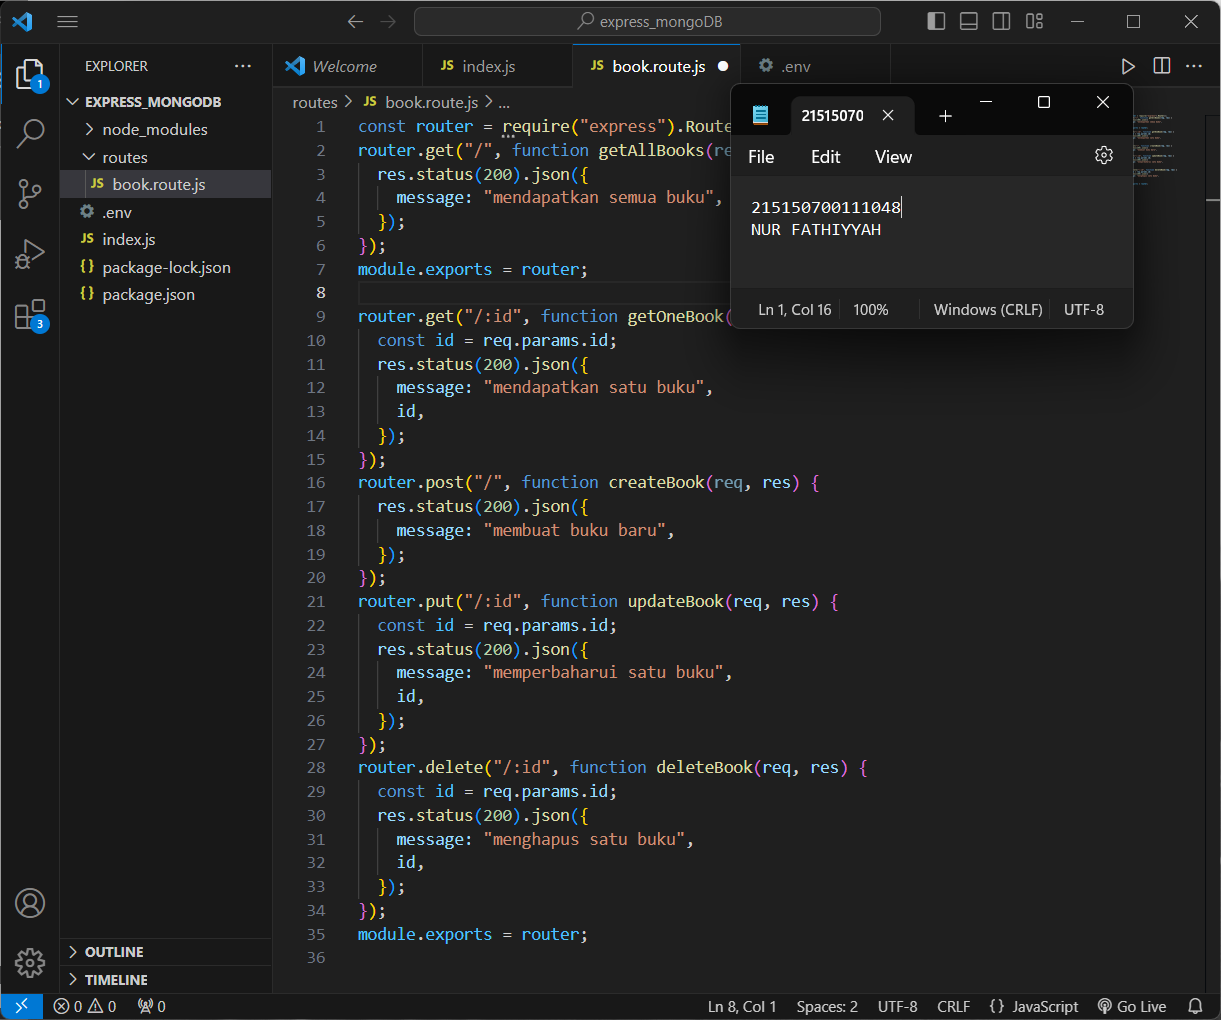 express_mongoDB
EXPLORER
Welcome
index.js
book.route.js
.env
1
EXPRESS_MONGODB
node_modules
routes
book.route.js
.env
index.js
package-lock.json
package.json
3
OUTLINE
TIMELINE
routes > JS book.route.js > ...
1 const router = require("express").Route
2 router.get("/", function getAllBooks(re
3 res.status(200).json({
4 message: "mendapatkan semua buku",
5 });
6 });
7 module.exports = router;
8
9 router.get("/:id", function getOneBook(
10 const id = req.params.id;
11 res.status(200).json({
12 message: "mendapatkan satu buku",
13 id,
14 });
15 });
16 router.post("/", function createBook(req, res) {
17 res.status(200).json({
18 message: "membuat buku baru",
19 });
20 });
21 router.put("/:id", function updateBook(req, res) {
22 const id = req.params.id;
23 res.status(200).json({
24 message: "memperbaharui satu buku",
25 id,
26 });
27 });
28 router.delete("/:id", function deleteBook(req, res) {
29 const id = req.params.id;
30 res.status(200).json({
31 message: "menghapus satu buku",
32 id,
33 });
34 });
35 module.exports = router;
36
21515070
File Edit View
215150700111048
NUR FATHIYYAH
Ln 1, Col 16 100% Windows (CRLF) UTF-8
0 0 0 Ln 8, Col 1 Spaces: 2 UTF-8 CRLF {} JavaScript Go Live